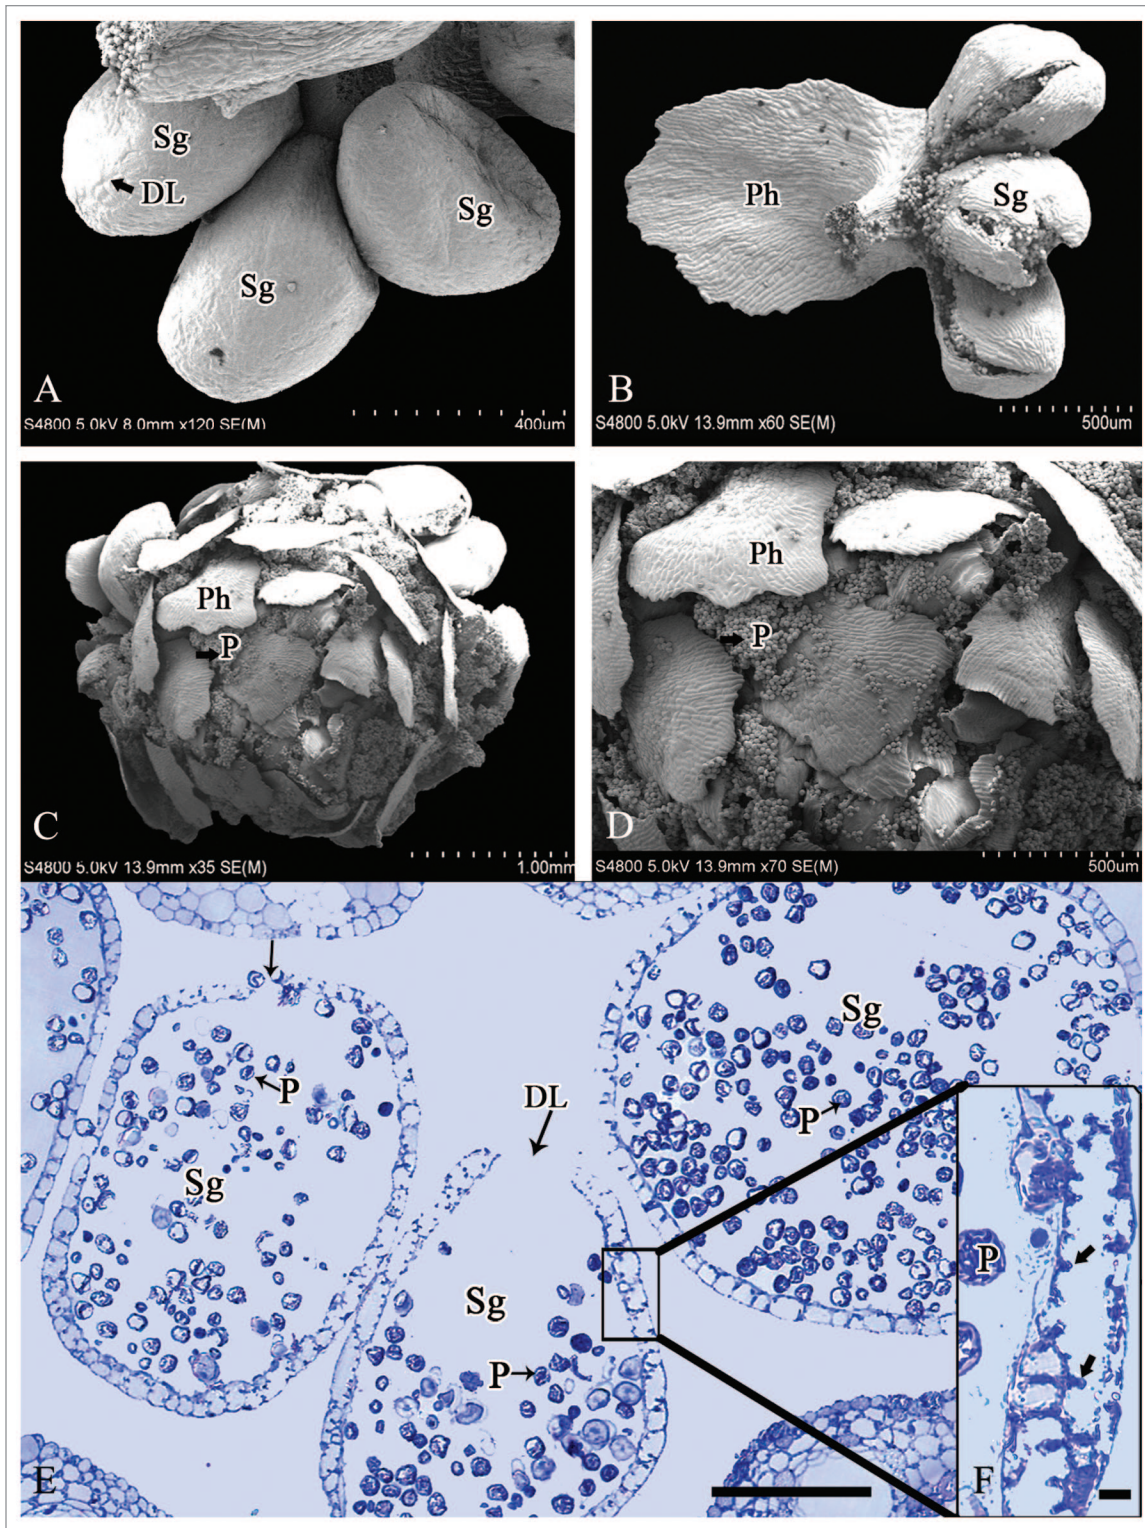 Sg
DL
Sg
Sg
A
S4800 5.0kV 8.0mm x120 SE(M) 400um
Ph
Sg
B
S4800 5.0kV 13.9mm x60 SE(M) 500um
Ph
P
C
S4800 5.0kV 13.9mm x35 SE(M) 1.00mm
Ph
P
D
S4800 5.0kV 13.9mm x70 SE(M) 500um
Sg
P
DL
P
Sg
P
Sg
P
E
F